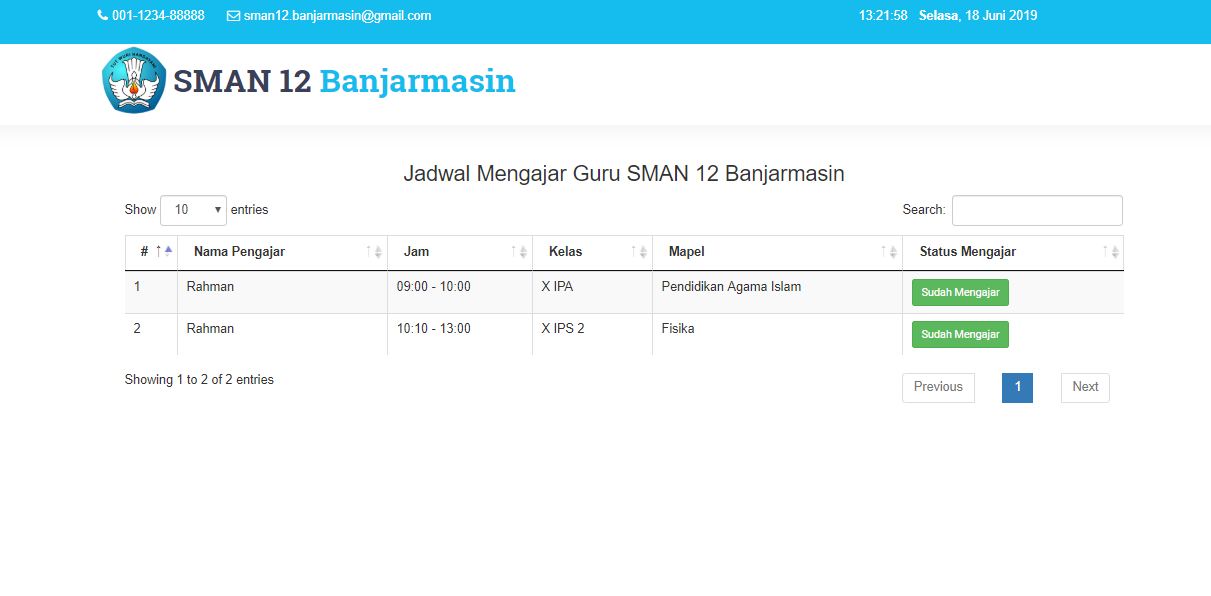 001-1234-88888 sman12.banjarmasin@gmail.com 13:21:58 Selasa, 18 Juni 2019
TUT WURI HANDAYANI
SMAN 12 Banjarmasin
Jadwal Mengajar Guru SMAN 12 Banjarmasin
Show 10 entries Search:
# Nama Pengajar Jam Kelas Mapel Status Mengajar
1 Rahman 09:00 - 10:00 X IPA Pendidikan Agama Islam Sudah Mengajar
2 Rahman 10:10 - 13:00 X IPS 2 Fisika Sudah Mengajar
Showing 1 to 2 of 2 entries Previous 1 Next